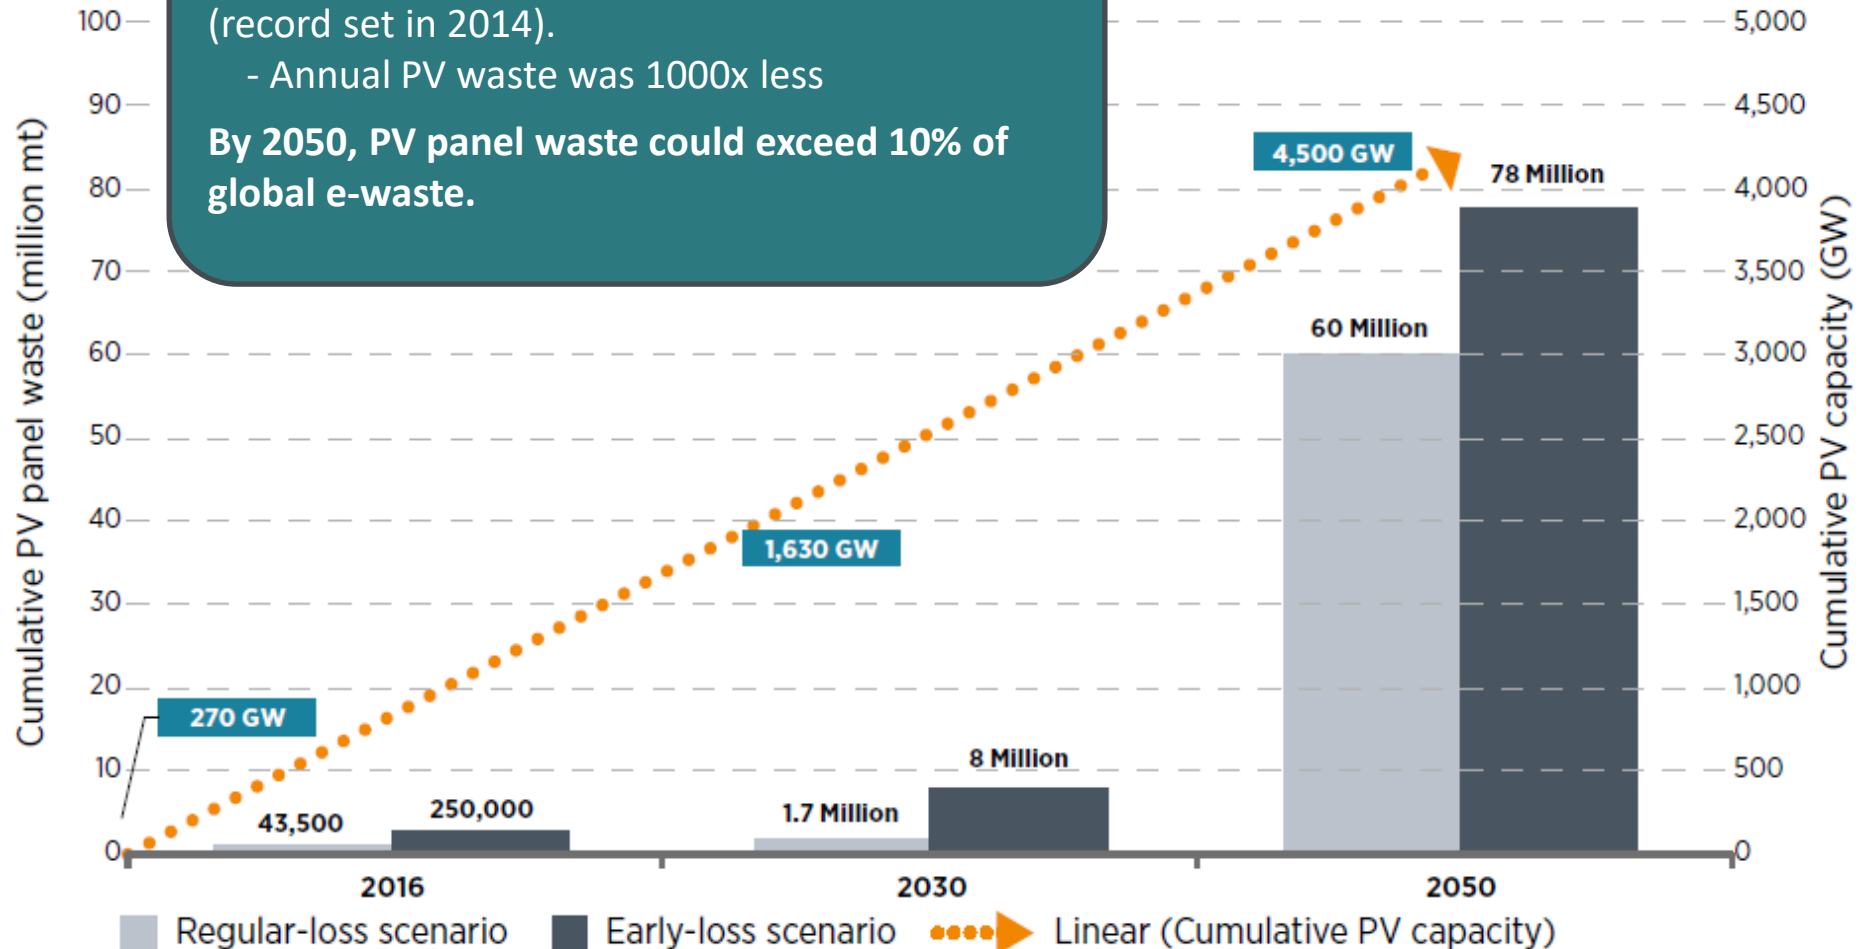 (record set in 2014).
- Annual PV waste was 1000x less
By 2050, PV panel waste could exceed 10% of
global e-waste.
Cumulative PV panel waste (million mt)
100
90
80
70
60
50
40
30
20
10
0
5,000
4,500
4,000
3,500
3,000
2,500
2,000
1,500
1,000
500
0
Cumulative PV capacity (GW)
270 GW
1,630 GW
4,500 GW
43,500
250,000
1.7 Million
8 Million
60 Million
78 Million
2016
2030
2050
Regular-loss scenario
Early-loss scenario
Linear (Cumulative PV capacity)